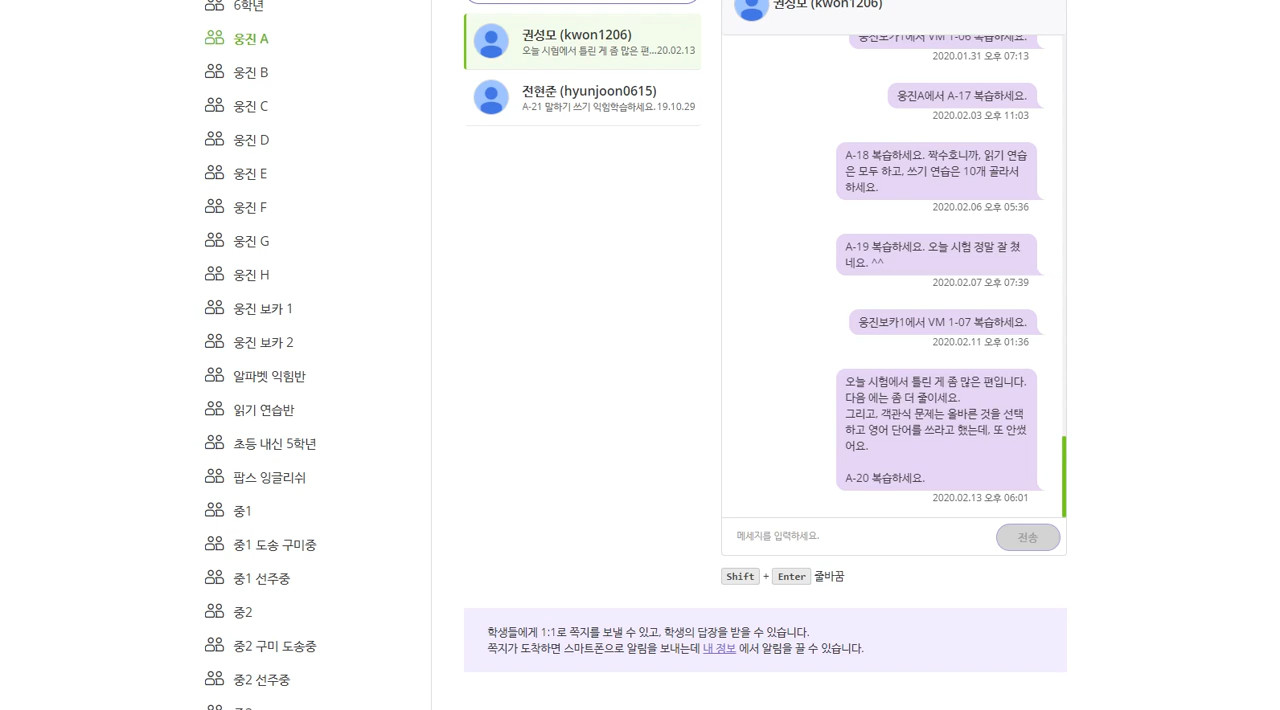 6학년
웅진 A
웅진 B
웅진 C
웅진 D
웅진 E
웅진 F
웅진 G
웅진 H
웅진 보카 1
웅진 보카 2
알파벳 익힘반
읽기 연습반
초등 내신 5학년
팝스 잉글리쉬
중1
중1 도송 구미중
중1 선주중
중2
중2 구미 도송중
중2 선주중
권성모 (kwon1206)
오늘 시험에서 틀린 게 좀 많은 편...20.02.13
전현준 (hyunjoon0615)
A-21 말하기 쓰기 익힘학습하세요. 19.10.29
권성모 (kwon1206)
웅진보카1에서 VM 1-06 복습하세요.
2020.01.31 오후 07:13
웅진A에서 A-17 복습하세요.
2020.02.03 오후 11:03
A-18 복습하세요. 짝수호니까, 읽기 연습
은 모두 하고, 쓰기 연습은 10개 골라서
하세요.
2020.02.06 오후 05:36
A-19 복습하세요. 오늘 시험 정말 잘 쳤
네요. ^^
2020.02.07 오후 07:39
웅진보카1에서 VM 1-07 복습하세요.
2020.02.11 오후 01:36
오늘 시험에서 틀린 게 좀 많은 편입니다.
다음 에는 좀 더 줄이세요.
그리고, 객관식 문제는 올바른 것을 선택
하고 영어 단어를 쓰라고 했는데, 또 안썼
어요.
A-20 복습하세요.
2020.02.13 오후 06:01
메세지를 입력하세요.
전송
Shift + Enter 줄바꿈
학생들에게 1:1로 쪽지를 보낼 수 있고, 학생의 답장을 받을 수 있습니다.
쪽지가 도착하면 스마트폰으로 알림을 보내는데 내 정보 에서 알림을 끌 수 있습니다.